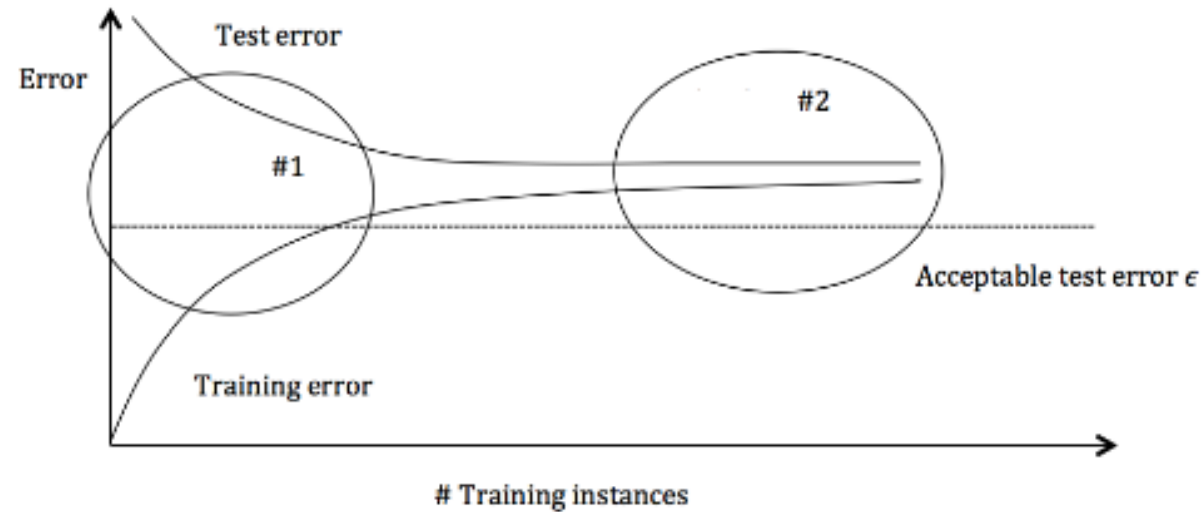 Test error
Error
#2
#1
Acceptable test error ϵ
Training error
# Training instances